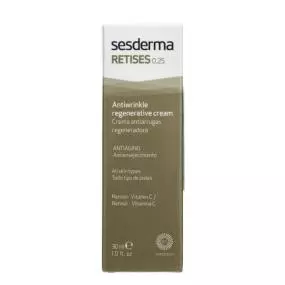 sesderma
RETISES 0.25
Antiwrinkle
regenerative cream
Crema antiarrugas
regeneradora
ANTIAGING
Antienvejecimiento
All skin types
Todo tipo de pieles
Retinol · Vitamin C /
Retinol · Vitamina C
30 ml ℮
1.0 fl. oz